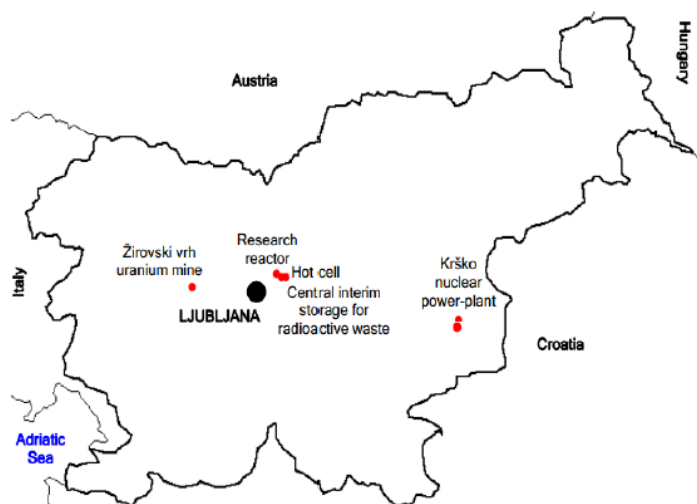 Hungary
Austria
Italy
Žirovski vrh
uranium mine
Research
reactor
Hot cell
Central interim
storage for
radioactive waste
LJUBLJANA
Krško
nuclear
power-plant
Croatia
Adriatic
Sea